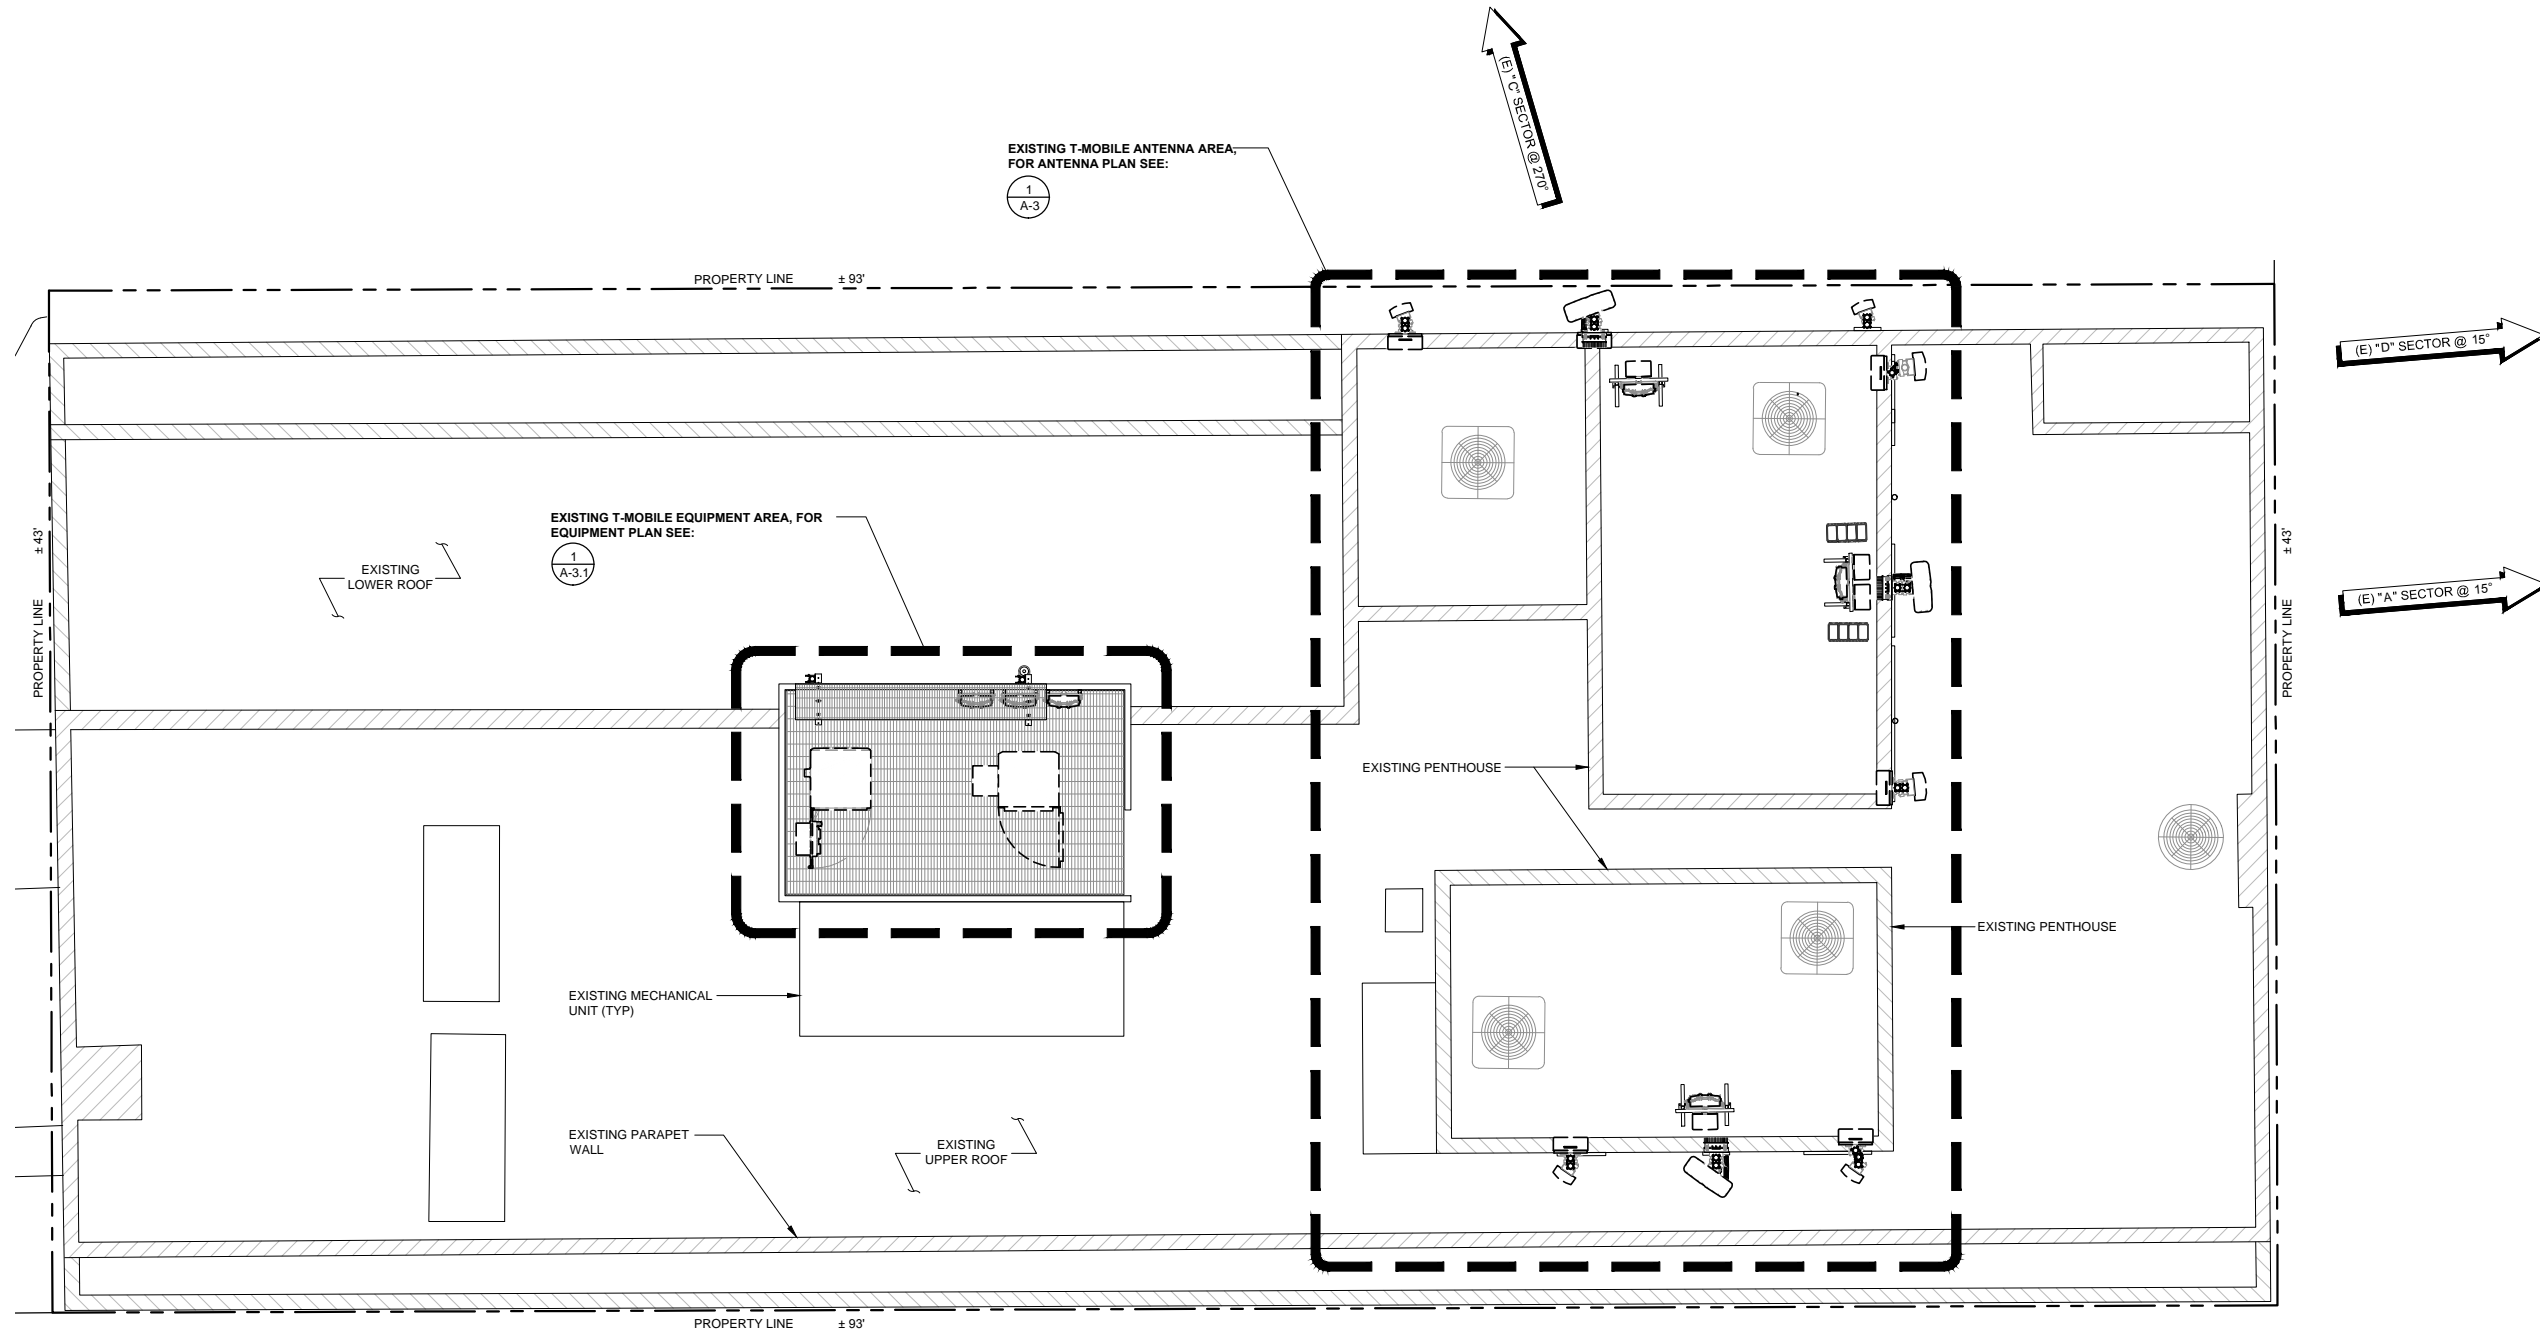 (E) "C" SECTOR @ 270°
EXISTING T-MOBILE ANTENNA AREA,
FOR ANTENNA PLAN SEE:
1
A-3
PROPERTY LINE ± 93'
(E) "D" SECTOR @ 15°
EXISTING T-MOBILE EQUIPMENT AREA, FOR
EQUIPMENT PLAN SEE:
1
A-3.1
EXISTING
LOWER ROOF
PROPERTY LINE ± 43'
PROPERTY LINE ± 43'
(E) "A" SECTOR @ 15°
EXISTING PENTHOUSE
EXISTING PENTHOUSE
EXISTING MECHANICAL
UNIT (TYP)
EXISTING PARAPET
WALL
EXISTING
UPPER ROOF
PROPERTY LINE ± 93'